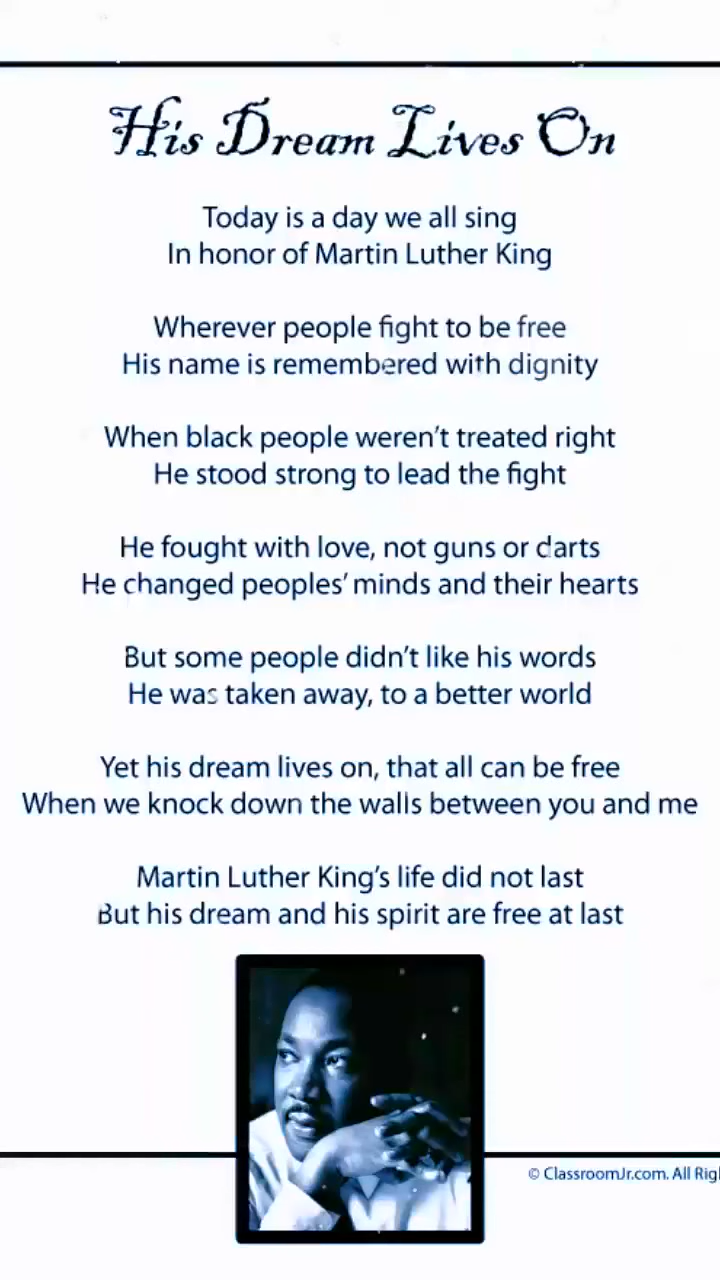 His Dream Lives On
Today is a day we all sing
In honor of Martin Luther King
Wherever people fight to be free
His name is remembered with dignity
When black people weren't treated right
He stood strong to lead the fight
He fought with love, not guns or darts
He changed peoples' minds and their hearts
But some people didn't like his words
He was taken away, to a better world
Yet his dream lives on, that all can be free
When we knock down the walls between you and me
Martin Luther King's life did not last
But his dream and his spirit are free at last
© ClassroomJr.com. All